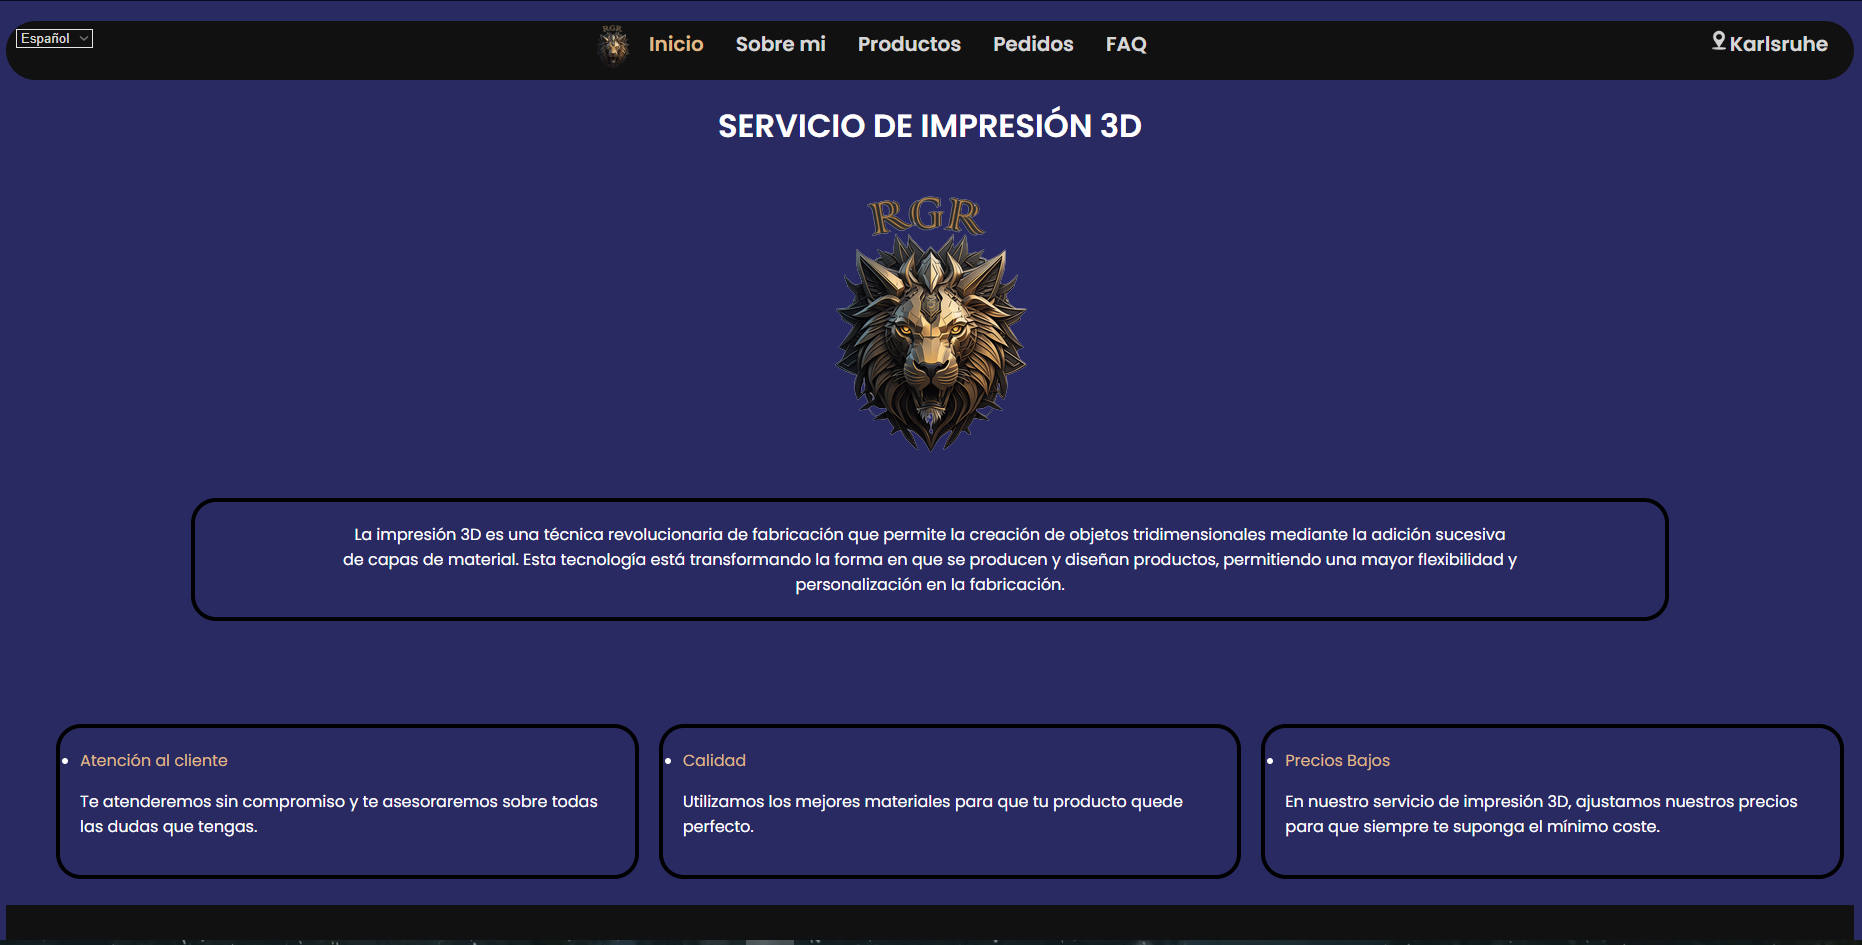 Español
RGR
Inicio
Sobre mi
Productos
Pedidos
FAQ
Karlsruhe
SERVICIO DE IMPRESIÓN 3D
RGR
La impresión 3D es una técnica revolucionaria de fabricación que permite la creación de objetos tridimensionales mediante la adición sucesiva
de capas de material. Esta tecnología está transformando la forma en que se producen y diseñan productos, permitiendo una mayor flexibilidad y
personalización en la fabricación.
Atención al cliente
Te atenderemos sin compromiso y te asesoraremos sobre todas
las dudas que tengas.
Calidad
Utilizamos los mejores materiales para que tu producto quede
perfecto.
Precios Bajos
En nuestro servicio de impresión 3D, ajustamos nuestros precios
para que siempre te suponga el mínimo coste.